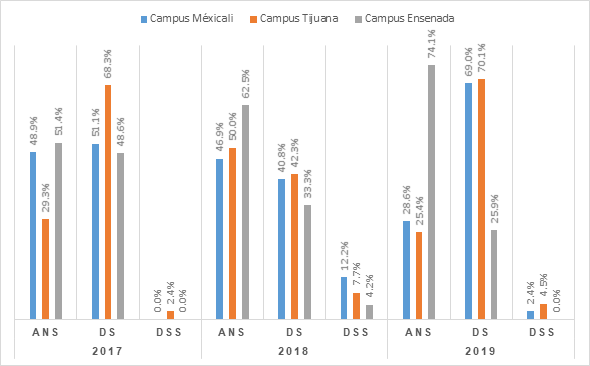 Campus Méxicali Campus Tijuana Campus Ensenada
48.9% 29.3% 51.4% 51.1% 68.3% 48.6% 0.0% 2.4% 0.0% 46.9% 50.0% 62.5% 40.8% 42.3% 33.3% 12.2% 7.7% 4.2% 28.6% 25.4% 74.1% 69.0% 70.1% 25.9% 2.4% 4.5% 0.0%
ANS DS DSS ANS DS DSS ANS DS DSS
2017 2018 2019